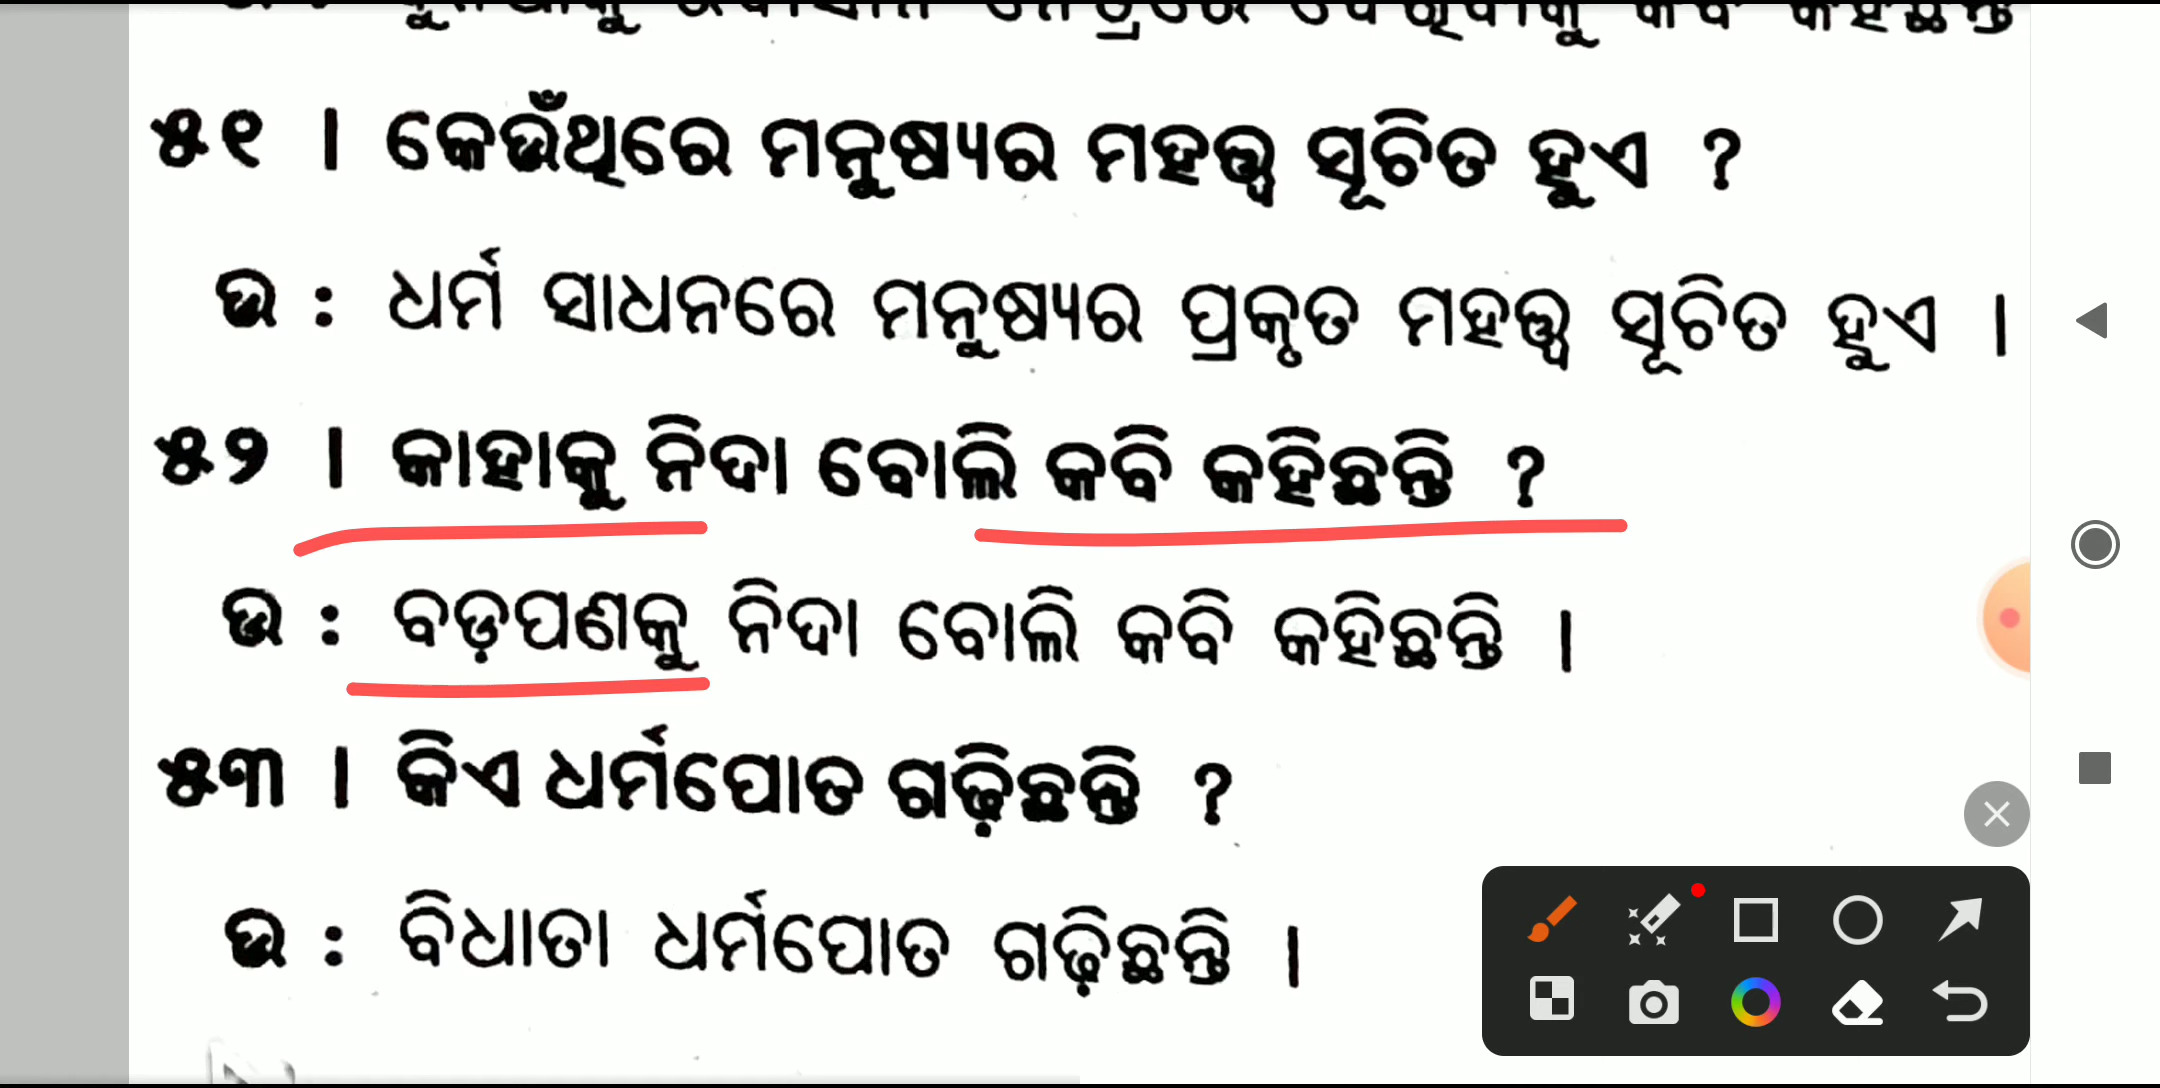 ୫୧ । କେଉଁଥିରେ ମନୁଷ୍ୟର ମହତ୍ତ୍ୱ ସୂଚିତ ହୁଏ ?
ଉ : ଧର୍ମ ସାଧନରେ ମନୁଷ୍ୟର ପ୍ରକୃତ ମହତ୍ତ୍ୱ ସୂଚିତ ହୁଏ ।
୫୨ । କାହାକୁ ନିଦା ବୋଲି କବି କହିଛନ୍ତି ?
ଉ : ବଡ଼ପଣକୁ ନିଦା ବୋଲି କବି କହିଛନ୍ତି ।
୫୩ । କିଏ ଧର୍ମପୋତ ଗଢ଼ିଛନ୍ତି ?
ଉ : ବିଧାତା ଧର୍ମପୋତ ଗଢ଼ିଛନ୍ତି ।